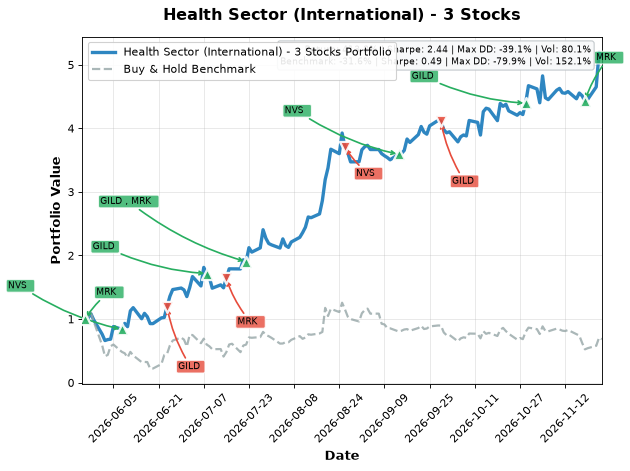 Health Sector (International) - 3 Stocks
Health Sector (International) - 3 Stocks Portfolio
Buy & Hold Benchmark
Sharpe: 2.44 | Max DD: -39.1% | Vol: 80.1%
Benchmark: -31.6% | Sharpe: 0.49 | Max DD: -79.9% | Vol: 152.1%
MRK
GILD
NVS
NVS
GILD
GILD , MRK
GILD
NVS
MRK
MRK
GILD
Portfolio Value
5
4
3
2
1
0
2026-06-05
2026-06-21
2026-07-07
2026-07-23
2026-08-08
2026-08-24
2026-09-09
2026-09-25
2026-10-11
2026-10-27
2026-11-12
Date